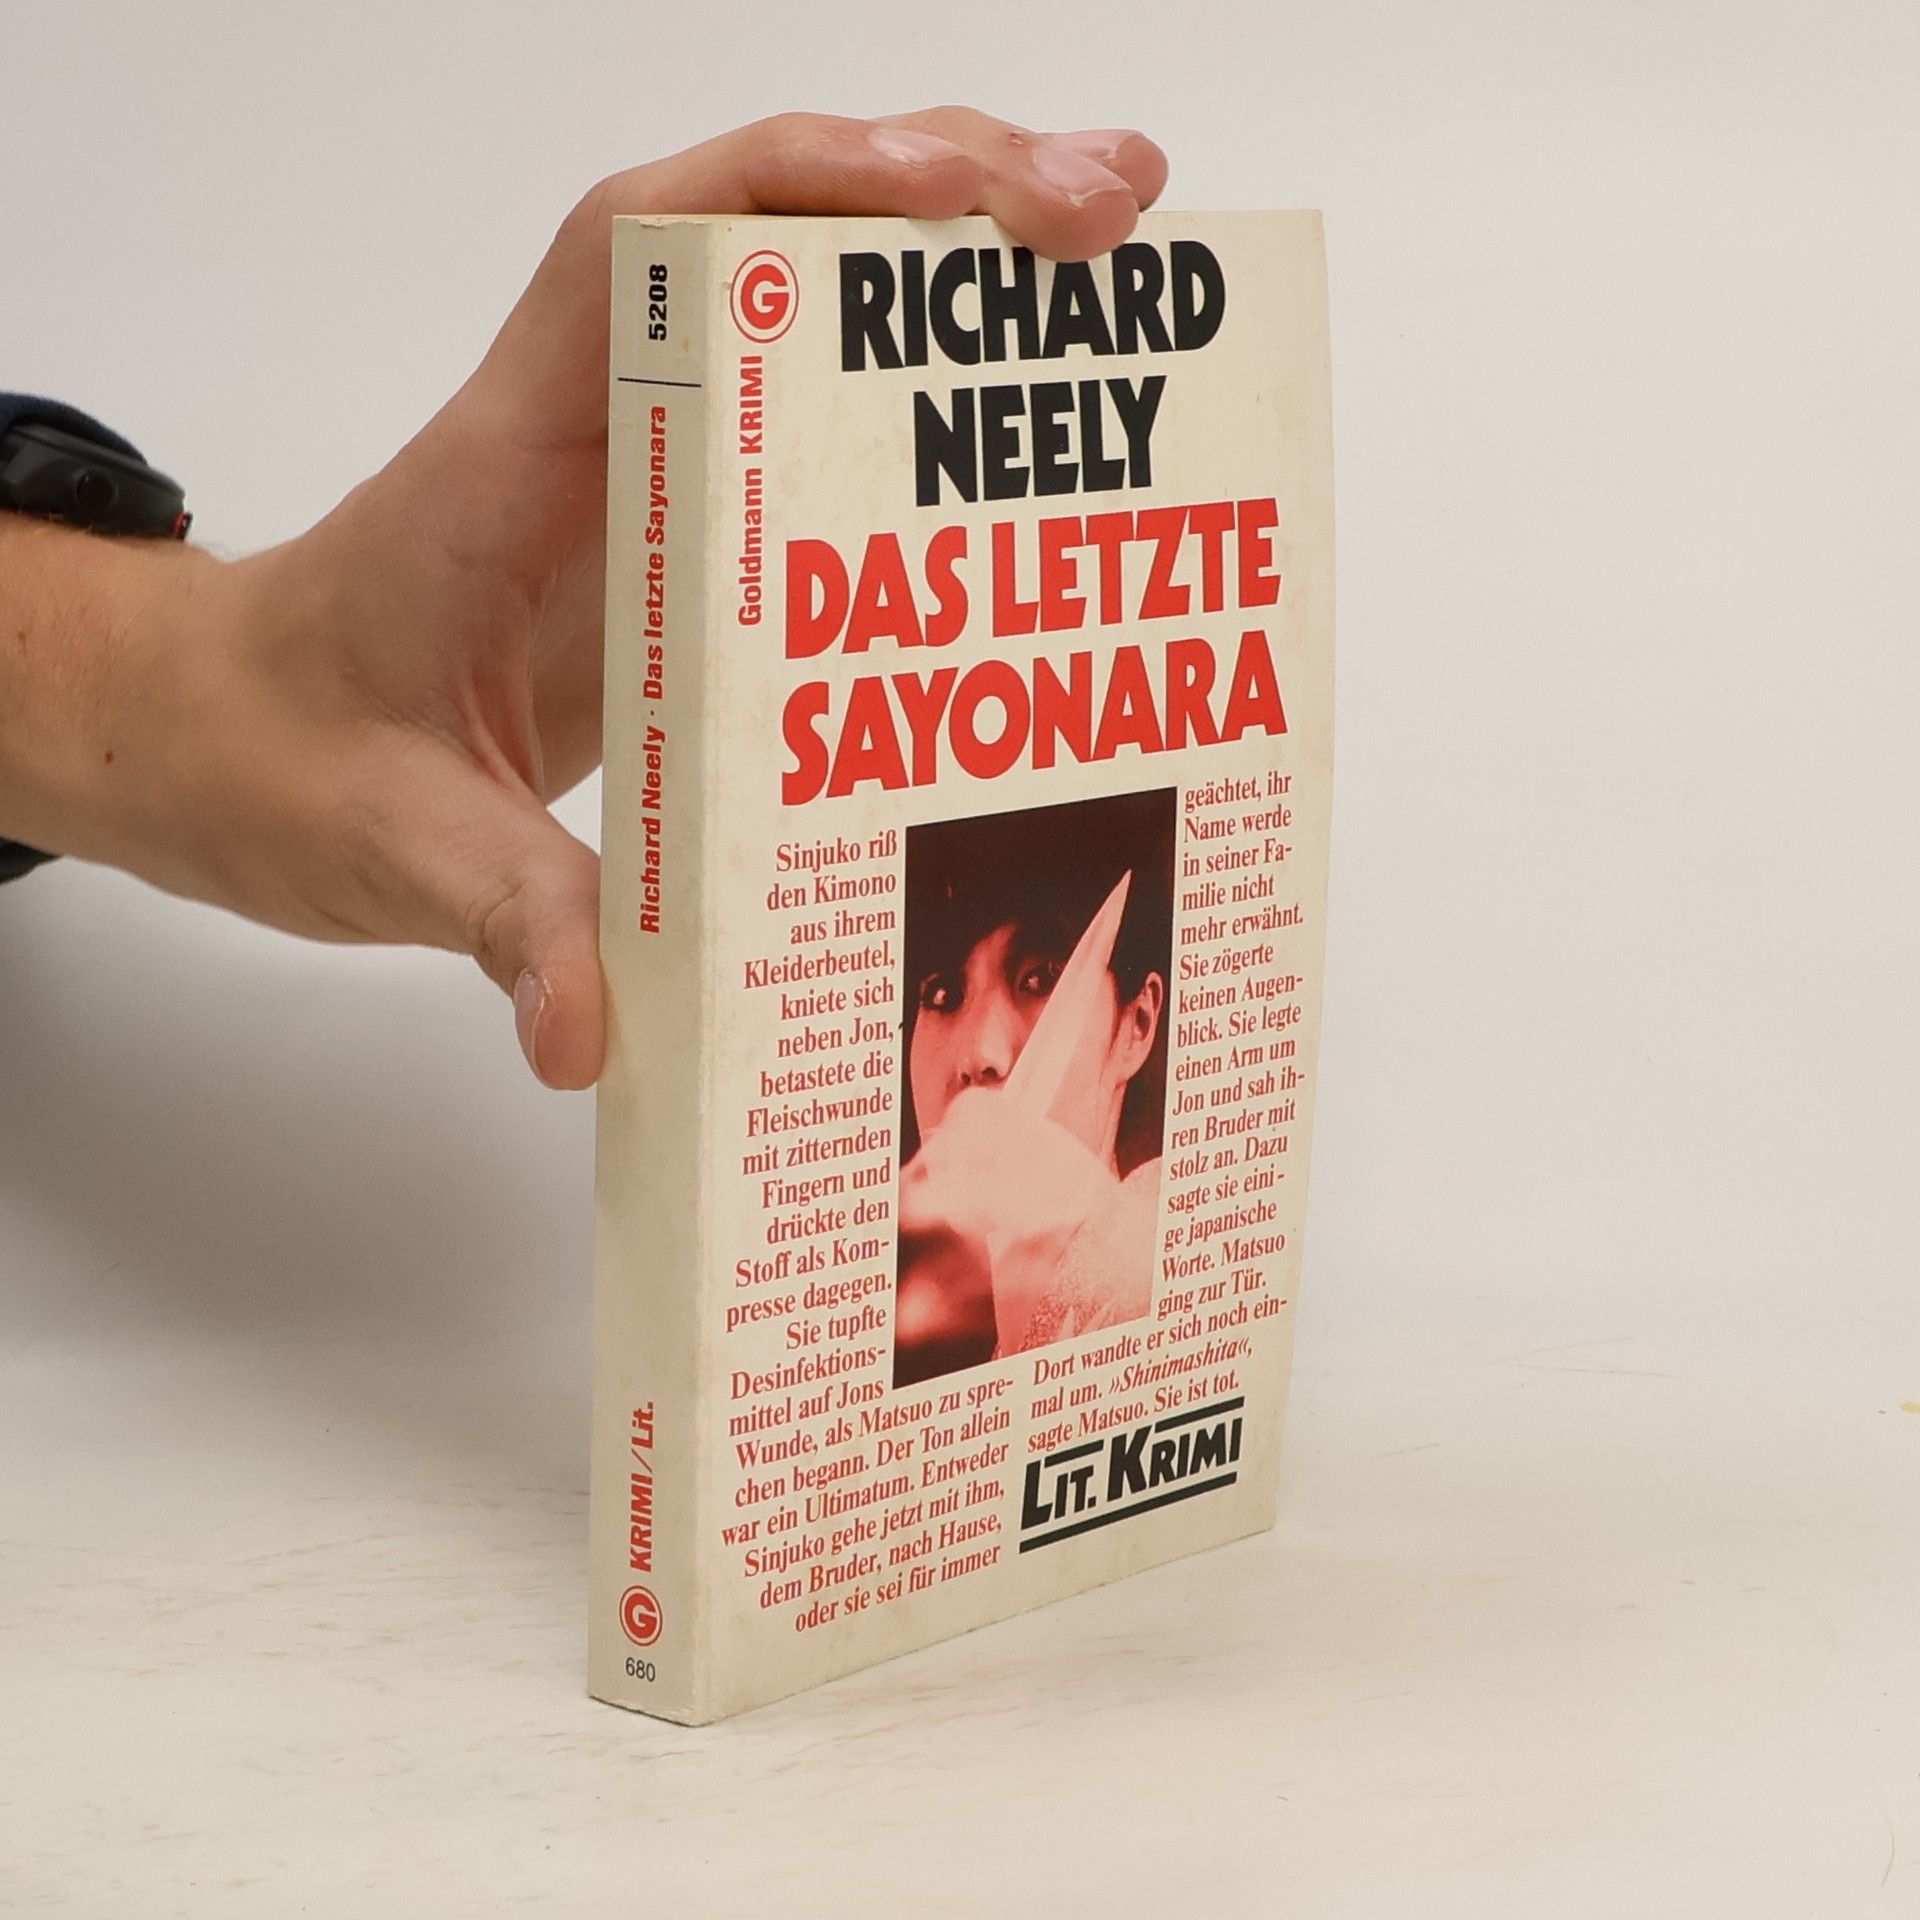 5208
Richard Neely · Das letzte Sayonara
KRIMI/Lit.
G
680
G
Goldmann KRIMI
RICHARD
NEELY
DAS LETZTE
SAYONARA
Sinjuko riß
den Kimono
aus ihrem
Kleiderbeutel,
kniete sich
neben Jon,
betastete die
Fleischwunde
mit zitternden
Fingern und
drückte den
Stoff als Kom-
presse dagegen.
Sie tupfte
Desinfektions-
mittel auf Jons
Wunde, als Matsuo zu spre-
chen begann. Der Ton allein
war ein Ultimatum. Entweder
Sinjuko gehe jetzt mit ihm,
dem Bruder, nach Hause,
oder sie sei für immer
geächtet, ihr
Name werde
in seiner Fa-
milie nicht
mehr erwähnt.
Sie zögerte
keinen Augen-
blick. Sie legte
einen Arm um
Jon und sah ih-
ren Bruder mit
stolz an. Dazu
sagte sie eini-
ge japanische
Worte. Matsuo
ging zur Tür.
Dort wandte er sich noch ein-
mal um. »Shinimashita«,
sagte Matsuo. Sie ist tot.
LIT. KRIMI